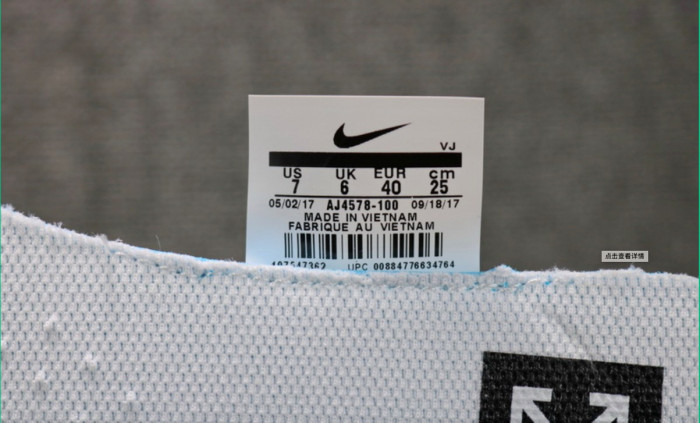 VJ
US UK EUR cm
7 6 40 25
05/02/17 AJ4578-100 09/18/17
MADE IN VIETNAM
FABRIQUE AU VIETNAM
UPC 00884776634764
点击查看详情